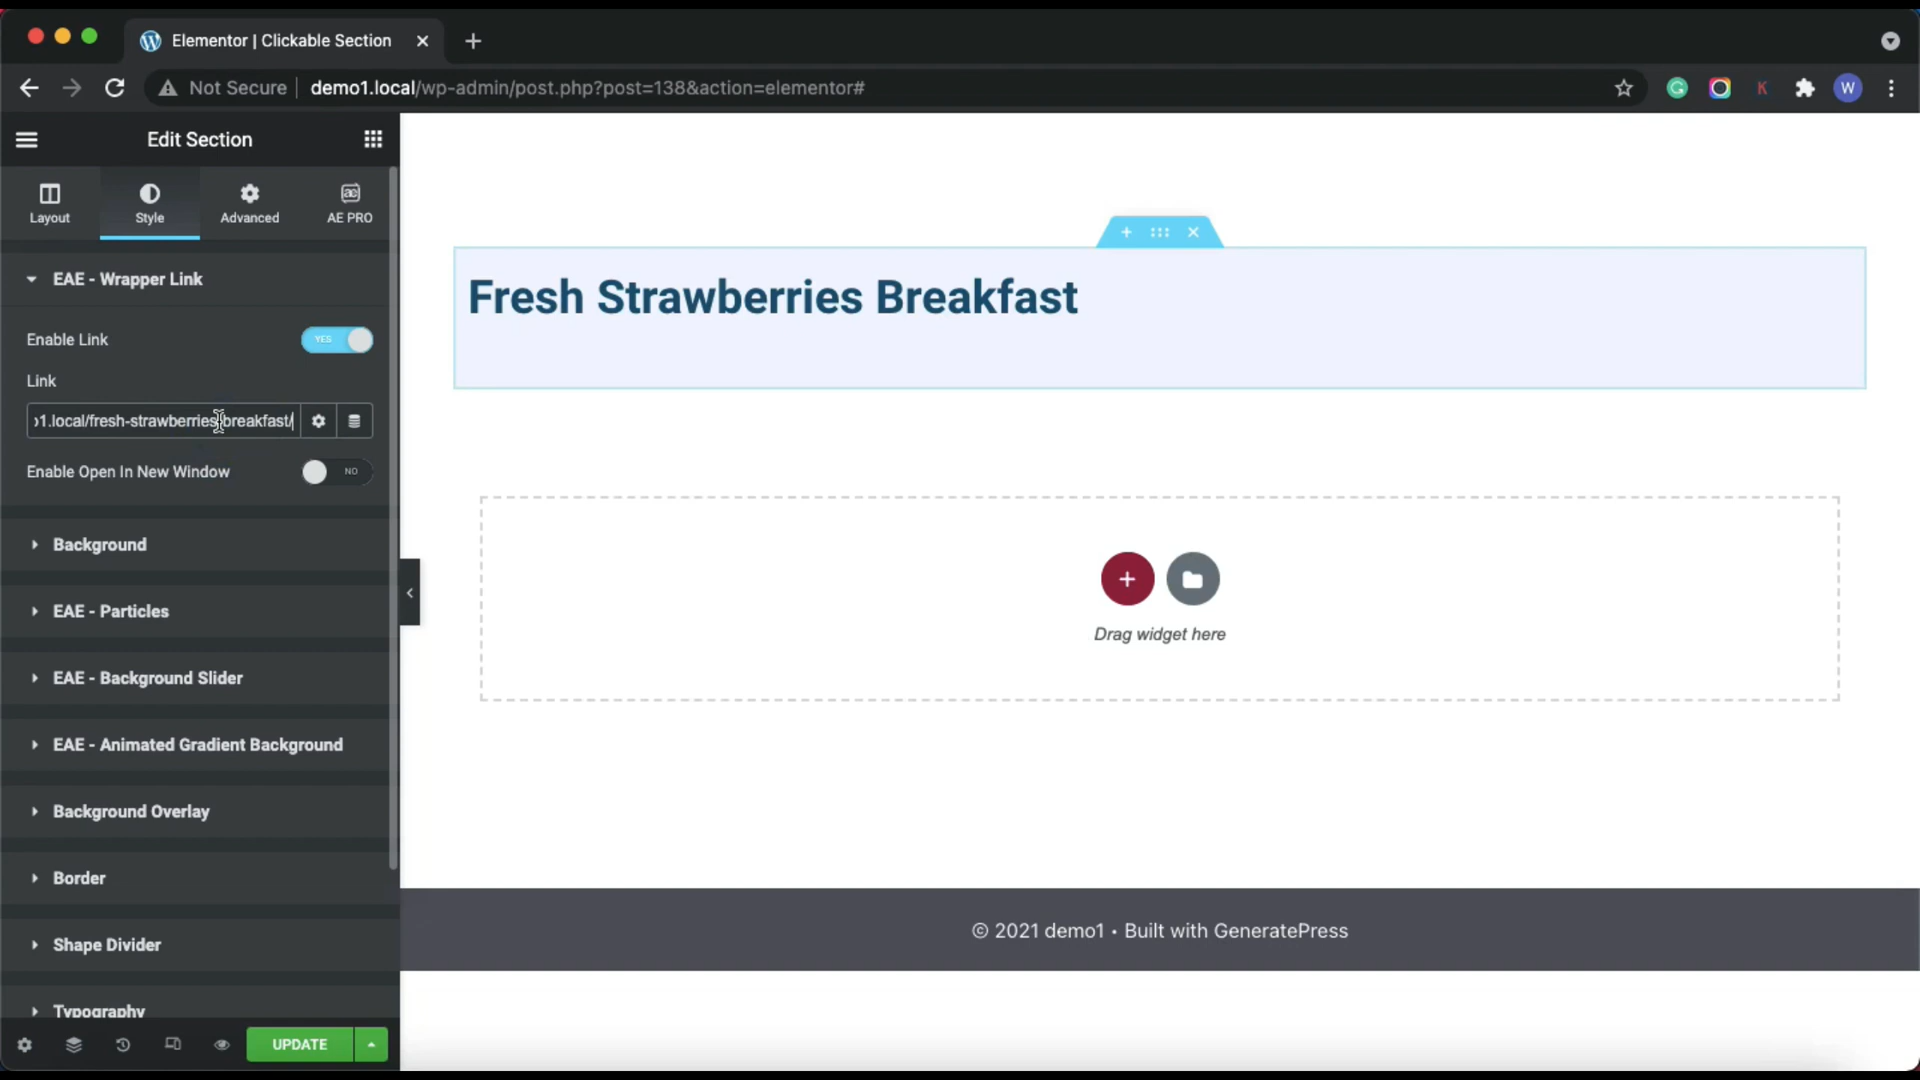 Elementor | Clickable Section
Not Secure
demo1.local/wp-admin/post.php?post=138&action=elementor#
K
W
Edit Section
Layout
Style
Advanced
AE PRO
EAE - Wrapper Link
Enable Link
YES
Link
1.local/fresh-strawberries-breakfast/
Enable Open In New Window
NO
Background
EAE - Particles
EAE - Background Slider
EAE - Animated Gradient Background
Background Overlay
Border
Shape Divider
Typography
UPDATE
Fresh Strawberries Breakfast
Drag widget here
© 2021 demo1 • Built with GeneratePress